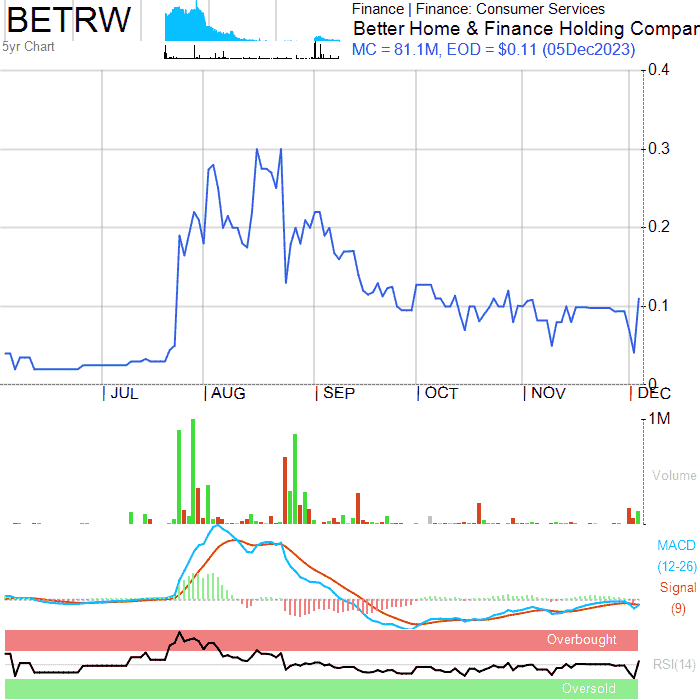 BETRW
5yr Chart
Finance | Finance: Consumer Services
Better Home & Finance Holding Compar
MC = 81.1M, EOD = $0.11 (05Dec2023)
0.4
0.3
0.2
0.1
0
JUL AUG SEP OCT NOV DEC
1M
Volume
MACD
(12-26)
Signal
(9)
Overbought
RSI(14)
Oversold